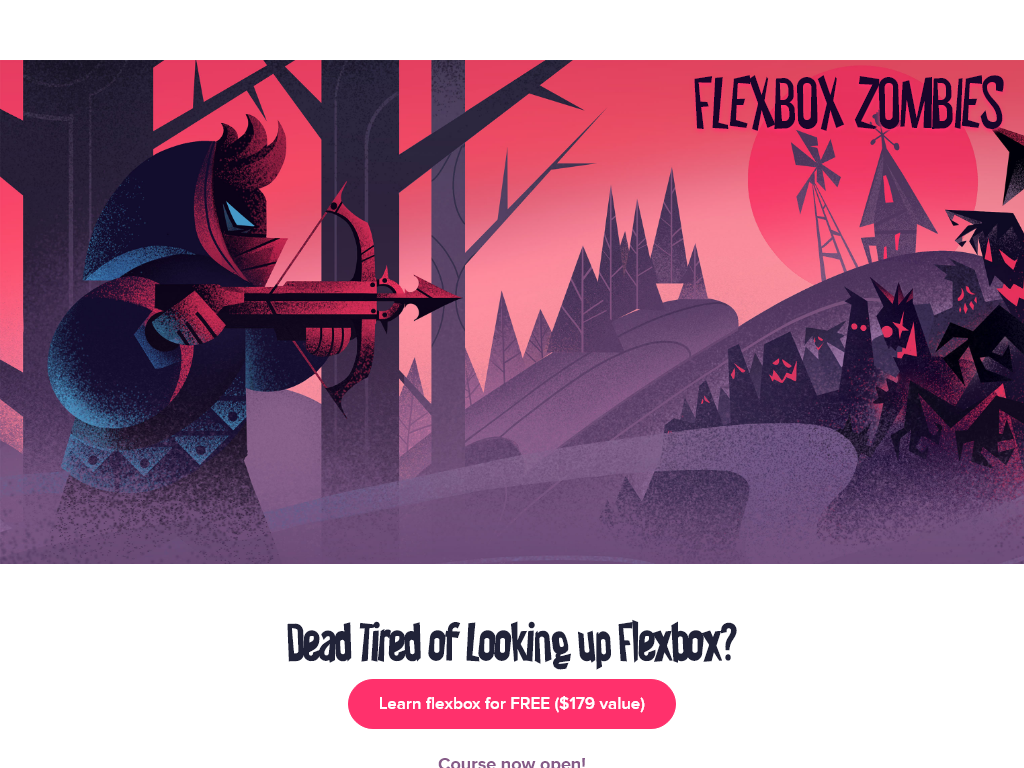 FLEXBOX ZOMBIES
Dead Tired of Looking up Flexbox?
Learn flexbox for FREE ($179 value)
Course now open!